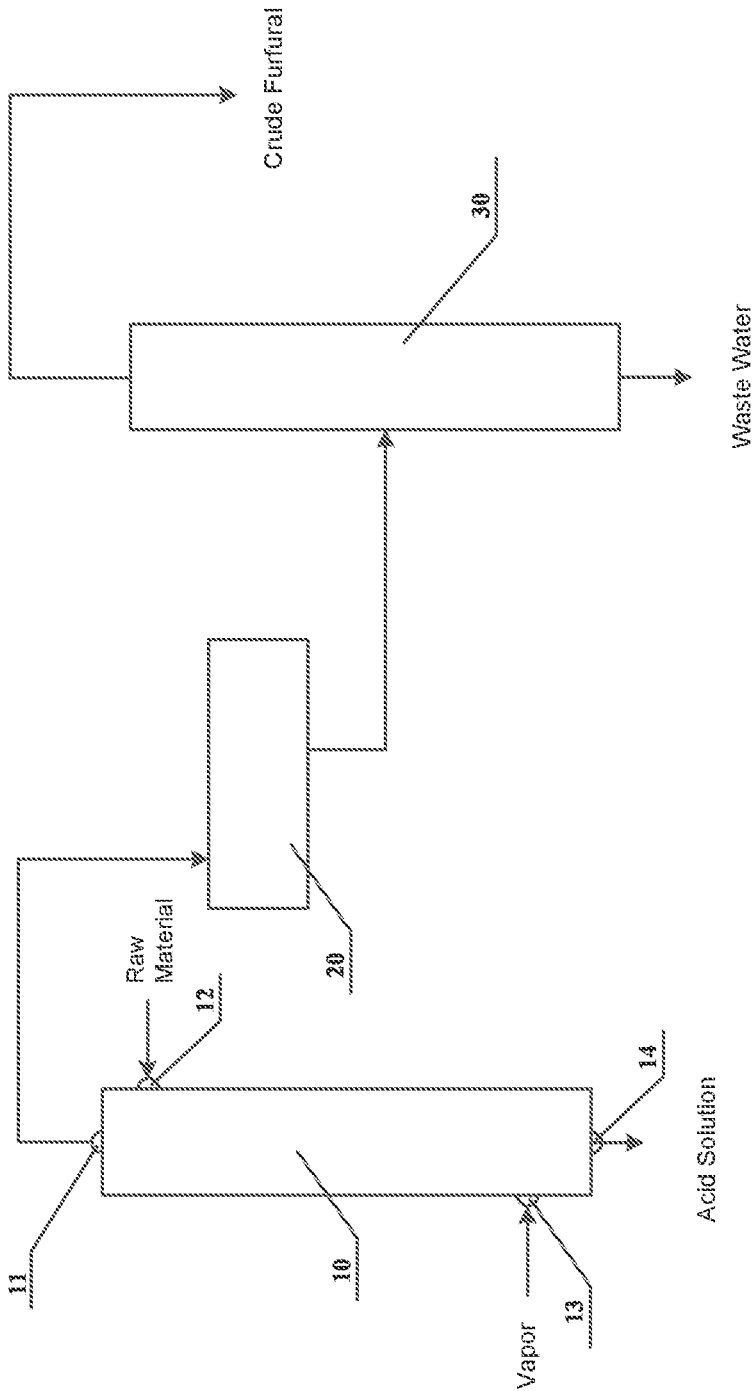 11
12
Raw
Material
10
Vapor
13
14
Acid Solution
20
30
Crude Furfural
Waste Water